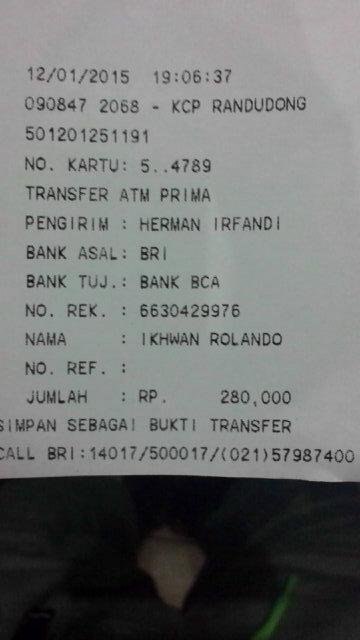 12/01/2015 19:06:37
090847 2068 - KCP RANDUDONG
501201251191
NO. KARTU: 5..4789
TRANSFER ATM PRIMA
PENGIRIM : HERMAN IRFANDI
BANK ASAL: BRI
BANK TUJ.: BANK BCA
NO. REK. : 6630429976
NAMA : IKHWAN ROLANDO
NO. REF. :
JUMLAH : RP. 280,000
SIMPAN SEBAGAI BUKTI TRANSFER
CALL BRI:14017/500017/(021)57987400